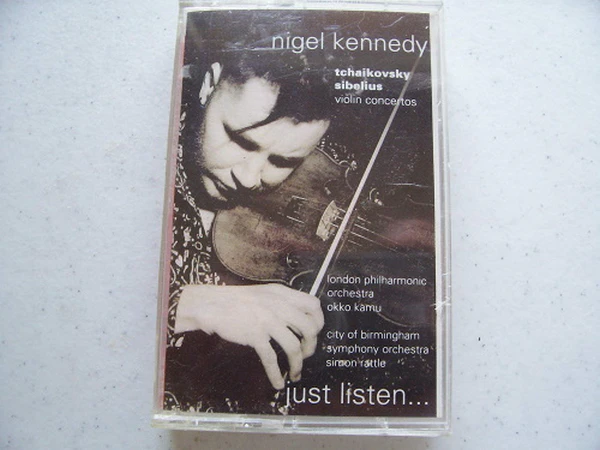 nigel kennedy
tchaikovsky
sibelius
violin concertos
london philharmonic
orchestra
okko kamu
city of birmingham
symphony orchestra
simon rattle
just listen...